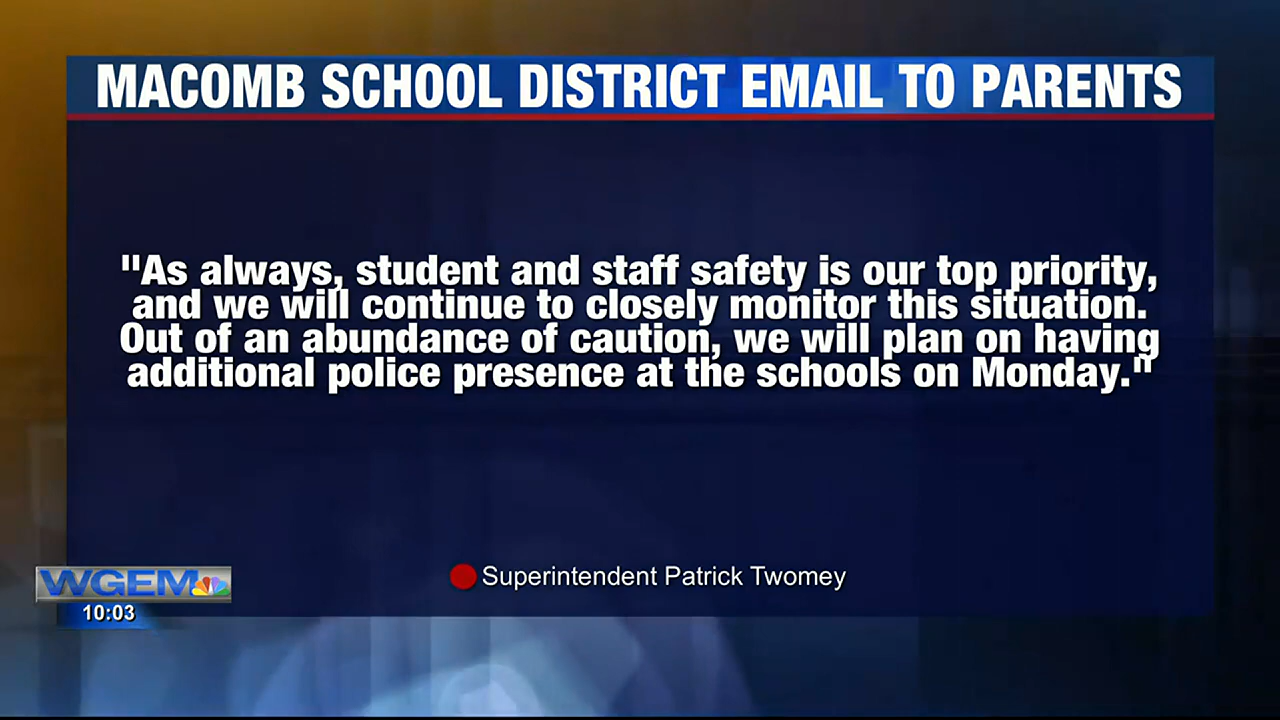 MACOMB SCHOOL DISTRICT EMAIL TO PARENTS
"As always, student and staff safety is our top priority,
and we will continue to closely monitor this situation.
Out of an abundance of caution, we will plan on having
additional police presence at the schools on Monday."
Superintendent Patrick Twomey
WGEM
10:03